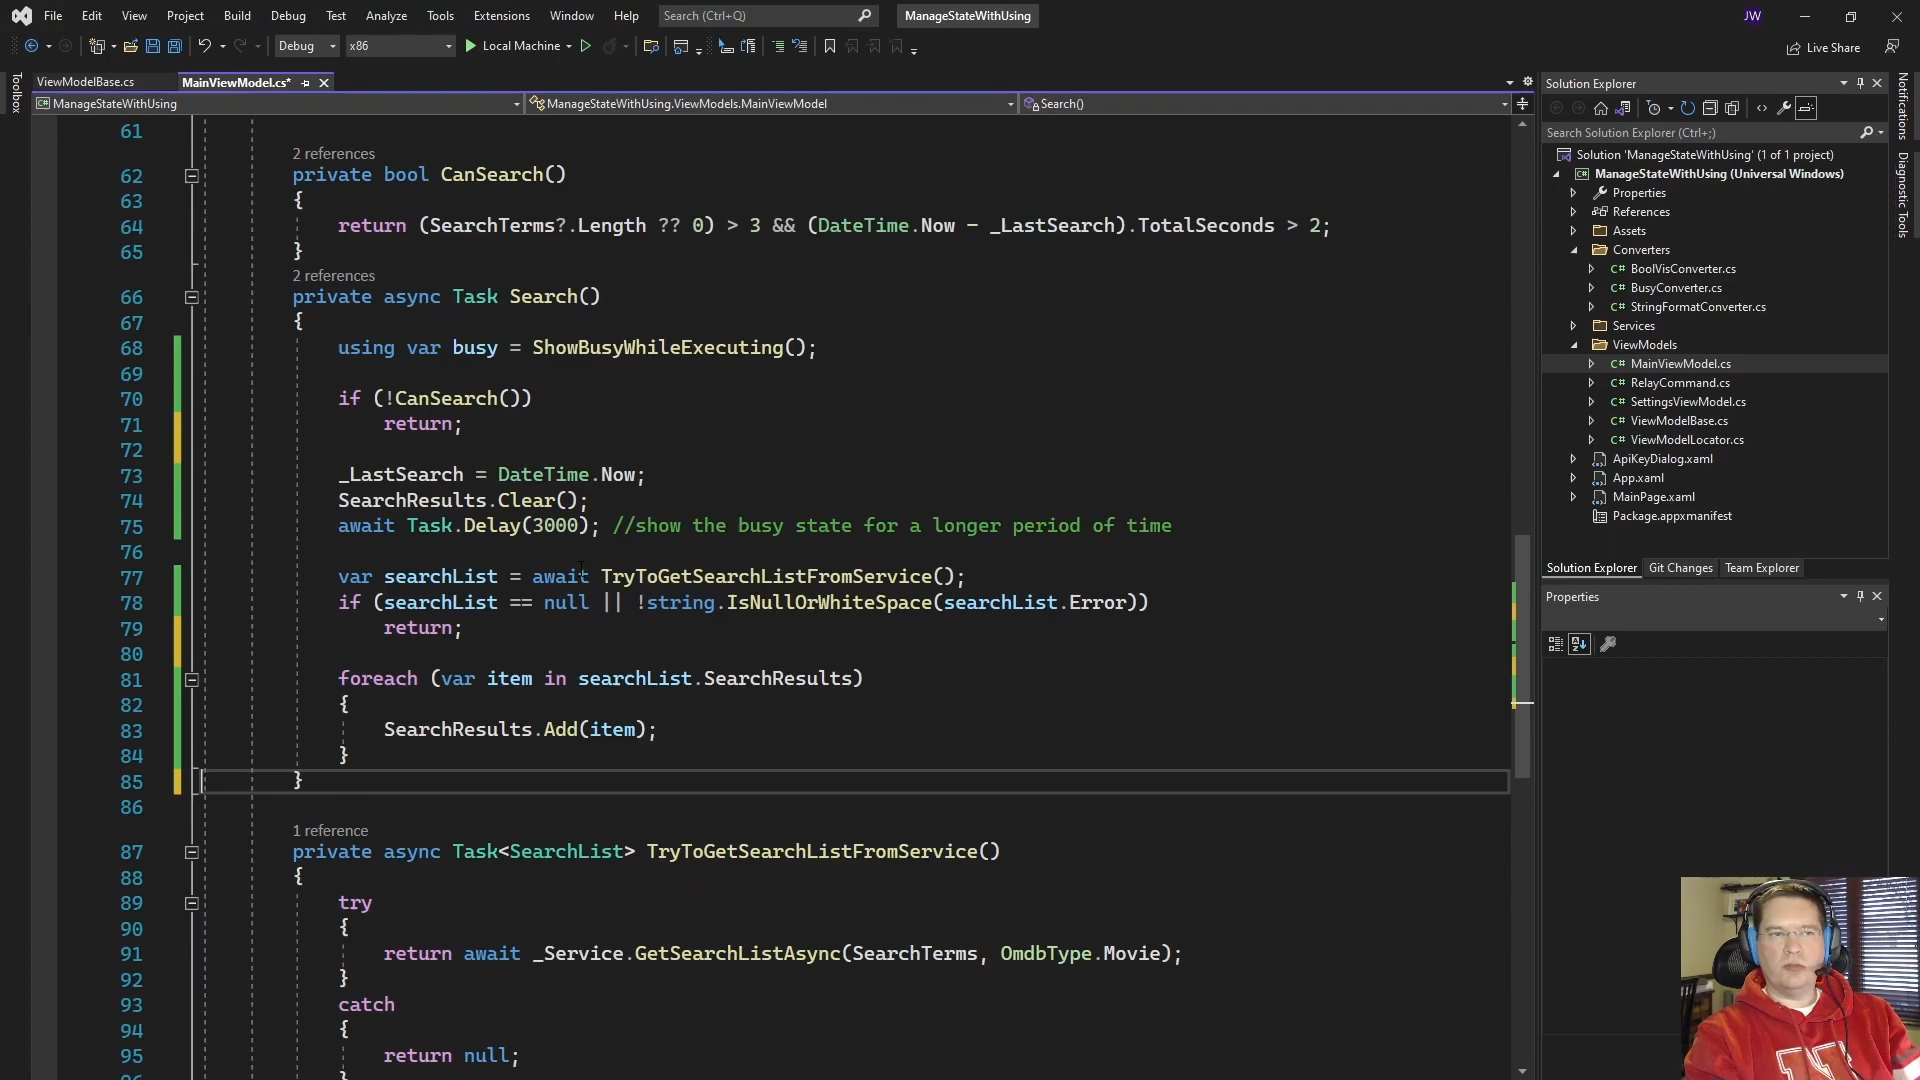 File Edit View Project Build Debug Test Analyze Tools Extensions Window Help Search (Ctrl+Q) ManageStateWithUsing JW
Debug x86 Local Machine Live Share
Toolbox
ViewModelBase.cs MainViewModel.cs*
ManageStateWithUsing ManageStateWithUsing.ViewModels.MainViewModel Search()
61
2 references
62 private bool CanSearch()
63 {
64 return (SearchTerms?.Length ?? 0) > 3 && (DateTime.Now - _LastSearch).TotalSeconds > 2;
65 }
2 references
66 private async Task Search()
67 {
68 using var busy = ShowBusyWhileExecuting();
69
70 if (!CanSearch())
71 return;
72
73 _LastSearch = DateTime.Now;
74 SearchResults.Clear();
75 await Task.Delay(3000); //show the busy state for a longer period of time
76
77 var searchList = await TryToGetSearchListFromService();
78 if (searchList == null || !string.IsNullOrWhiteSpace(searchList.Error))
79 return;
80
81 foreach (var item in searchList.SearchResults)
82 {
83 SearchResults.Add(item);
84 }
85 }
86
1 reference
87 private async Task<SearchList> TryToGetSearchListFromService()
88 {
89 try
90 {
91 return await _Service.GetSearchListAsync(SearchTerms, OmdbType.Movie);
92 }
93 catch
94 {
95 return null;
Solution Explorer
Search Solution Explorer (Ctrl+;)
Solution 'ManageStateWithUsing' (1 of 1 project)
C# ManageStateWithUsing (Universal Windows)
Properties
References
Assets
Converters
C# BoolVisConverter.cs
C# BusyConverter.cs
C# StringFormatConverter.cs
Services
ViewModels
C# MainViewModel.cs
C# RelayCommand.cs
C# SettingsViewModel.cs
C# ViewModelBase.cs
C# ViewModelLocator.cs
ApiKeyDialog.xaml
App.xaml
MainPage.xaml
Package.appxmanifest
Solution Explorer Git Changes Team Explorer
Properties
Notifications
Diagnostic Tools